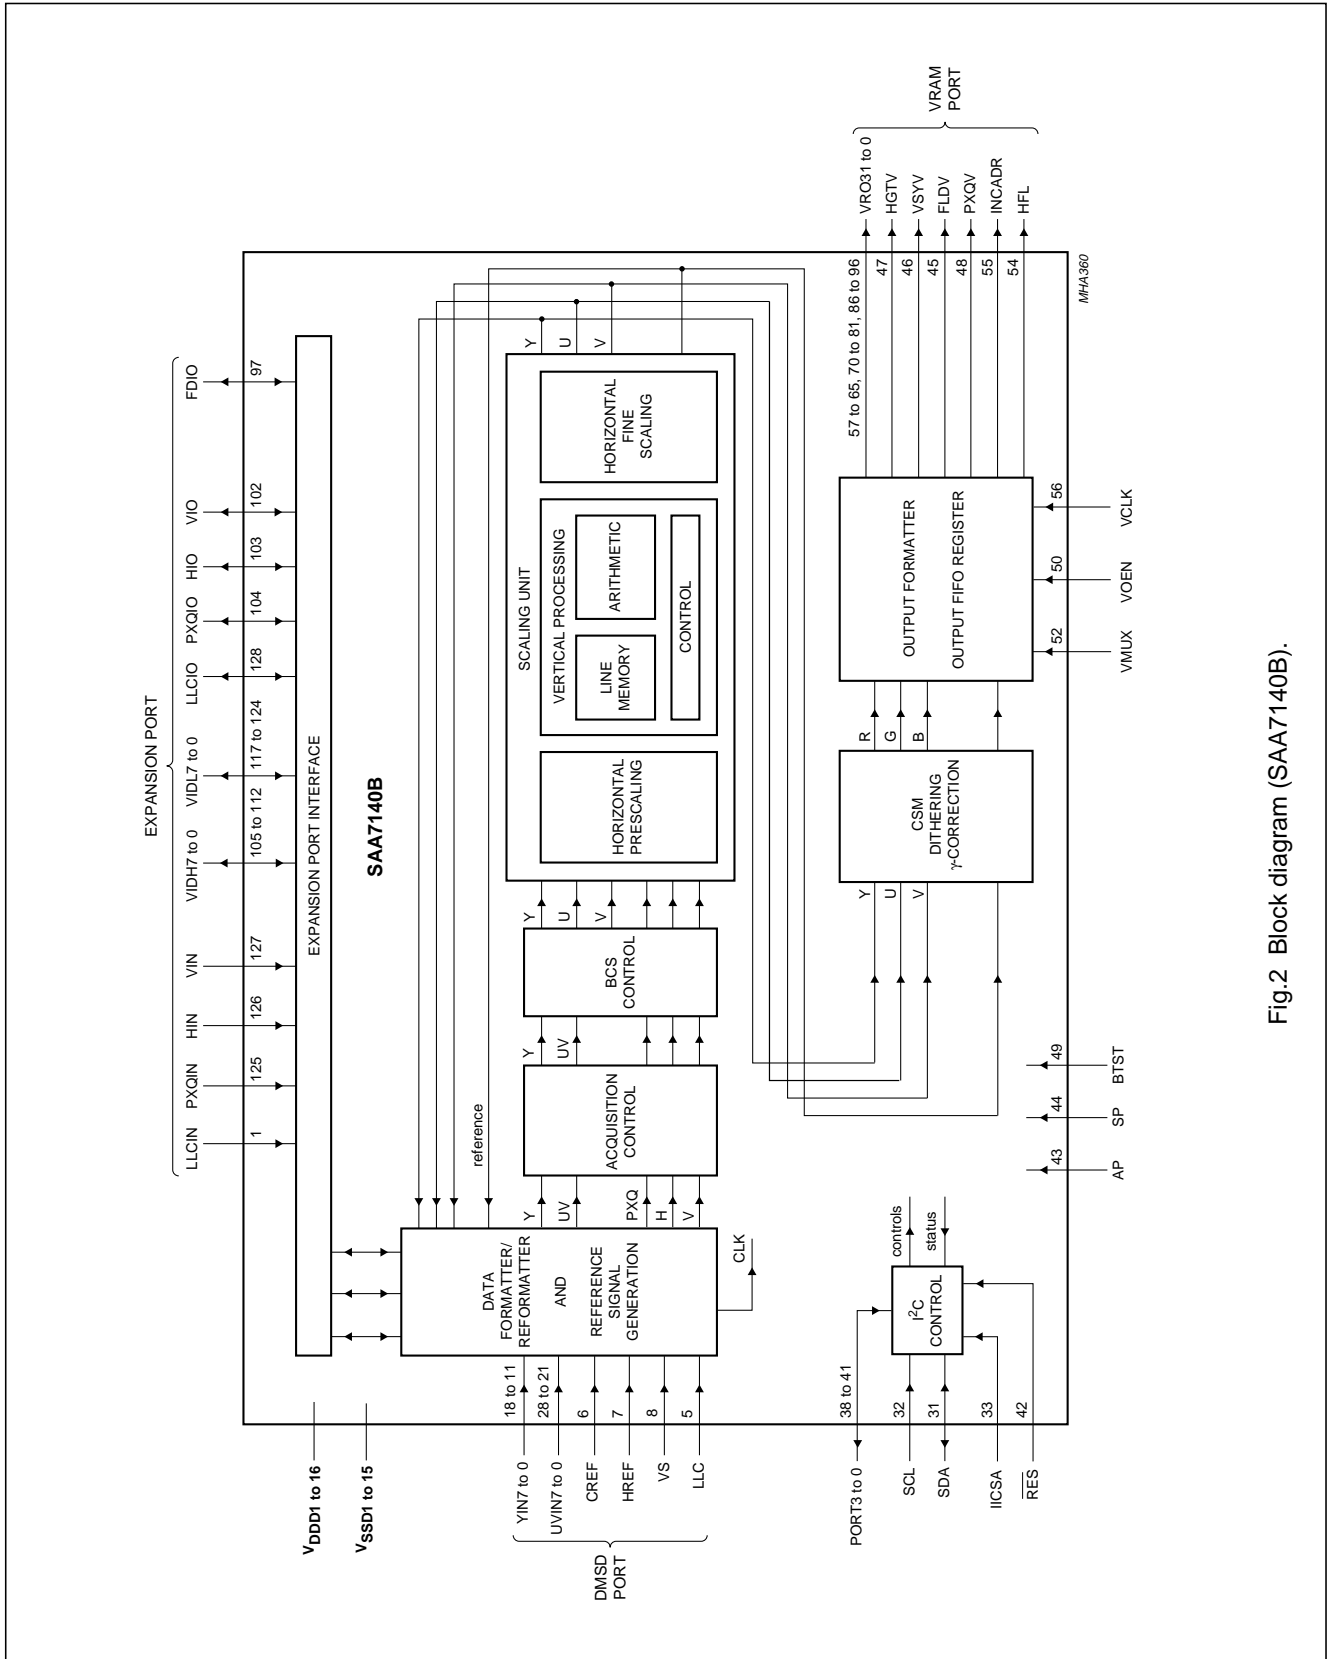 EXPANSION PORT
LLCIN
PXQIN
HIN
VIN
VIDH7 to 0
VIDL7 to 0
LLCIO
PXQIO
HIO
VIO
FDIO
1
125
126
127
105 to 112
117 to 124
128
104
103
102
97
EXPANSION PORT INTERFACE
SAA7140B
VDDD1 to 16
VSSD1 to 15
reference
DMSD
PORT
YIN7 to 0
UVIN7 to 0
CREF
HREF
VS
LLC
18 to 11
28 to 21
6
7
8
5
DATA
FORMATTER/
REFORMATTER
AND
REFERENCE
SIGNAL
GENERATION
CLK
Y
UV
PXQ
H
V
ACQUISITION
CONTROL
Y
UV
BCS
CONTROL
Y
U
V
SCALING UNIT
HORIZONTAL
PRESCALING
VERTICAL PROCESSING
LINE
MEMORY
ARITHMETIC
CONTROL
HORIZONTAL
FINE
SCALING
Y
U
V
PORT3 to 0
SCL
SDA
IICSA
RES
38 to 41
32
31
33
42
I2C
CONTROL
controls
status
43
44
49
AP
SP
BTST
Y
U
V
CSM
DITHERING
γ-CORRECTION
R
G
B
OUTPUT FORMATTER
OUTPUT FIFO REGISTER
52
50
56
VMUX
VOEN
VCLK
57 to 65, 70 to 81, 86 to 96
47
46
45
48
55
54
VRO31 to 0
HGTV
VSYV
FLDV
PXQV
INCADR
HFL
VRAM
PORT
MHA360
Fig.2 Block diagram (SAA7140B).